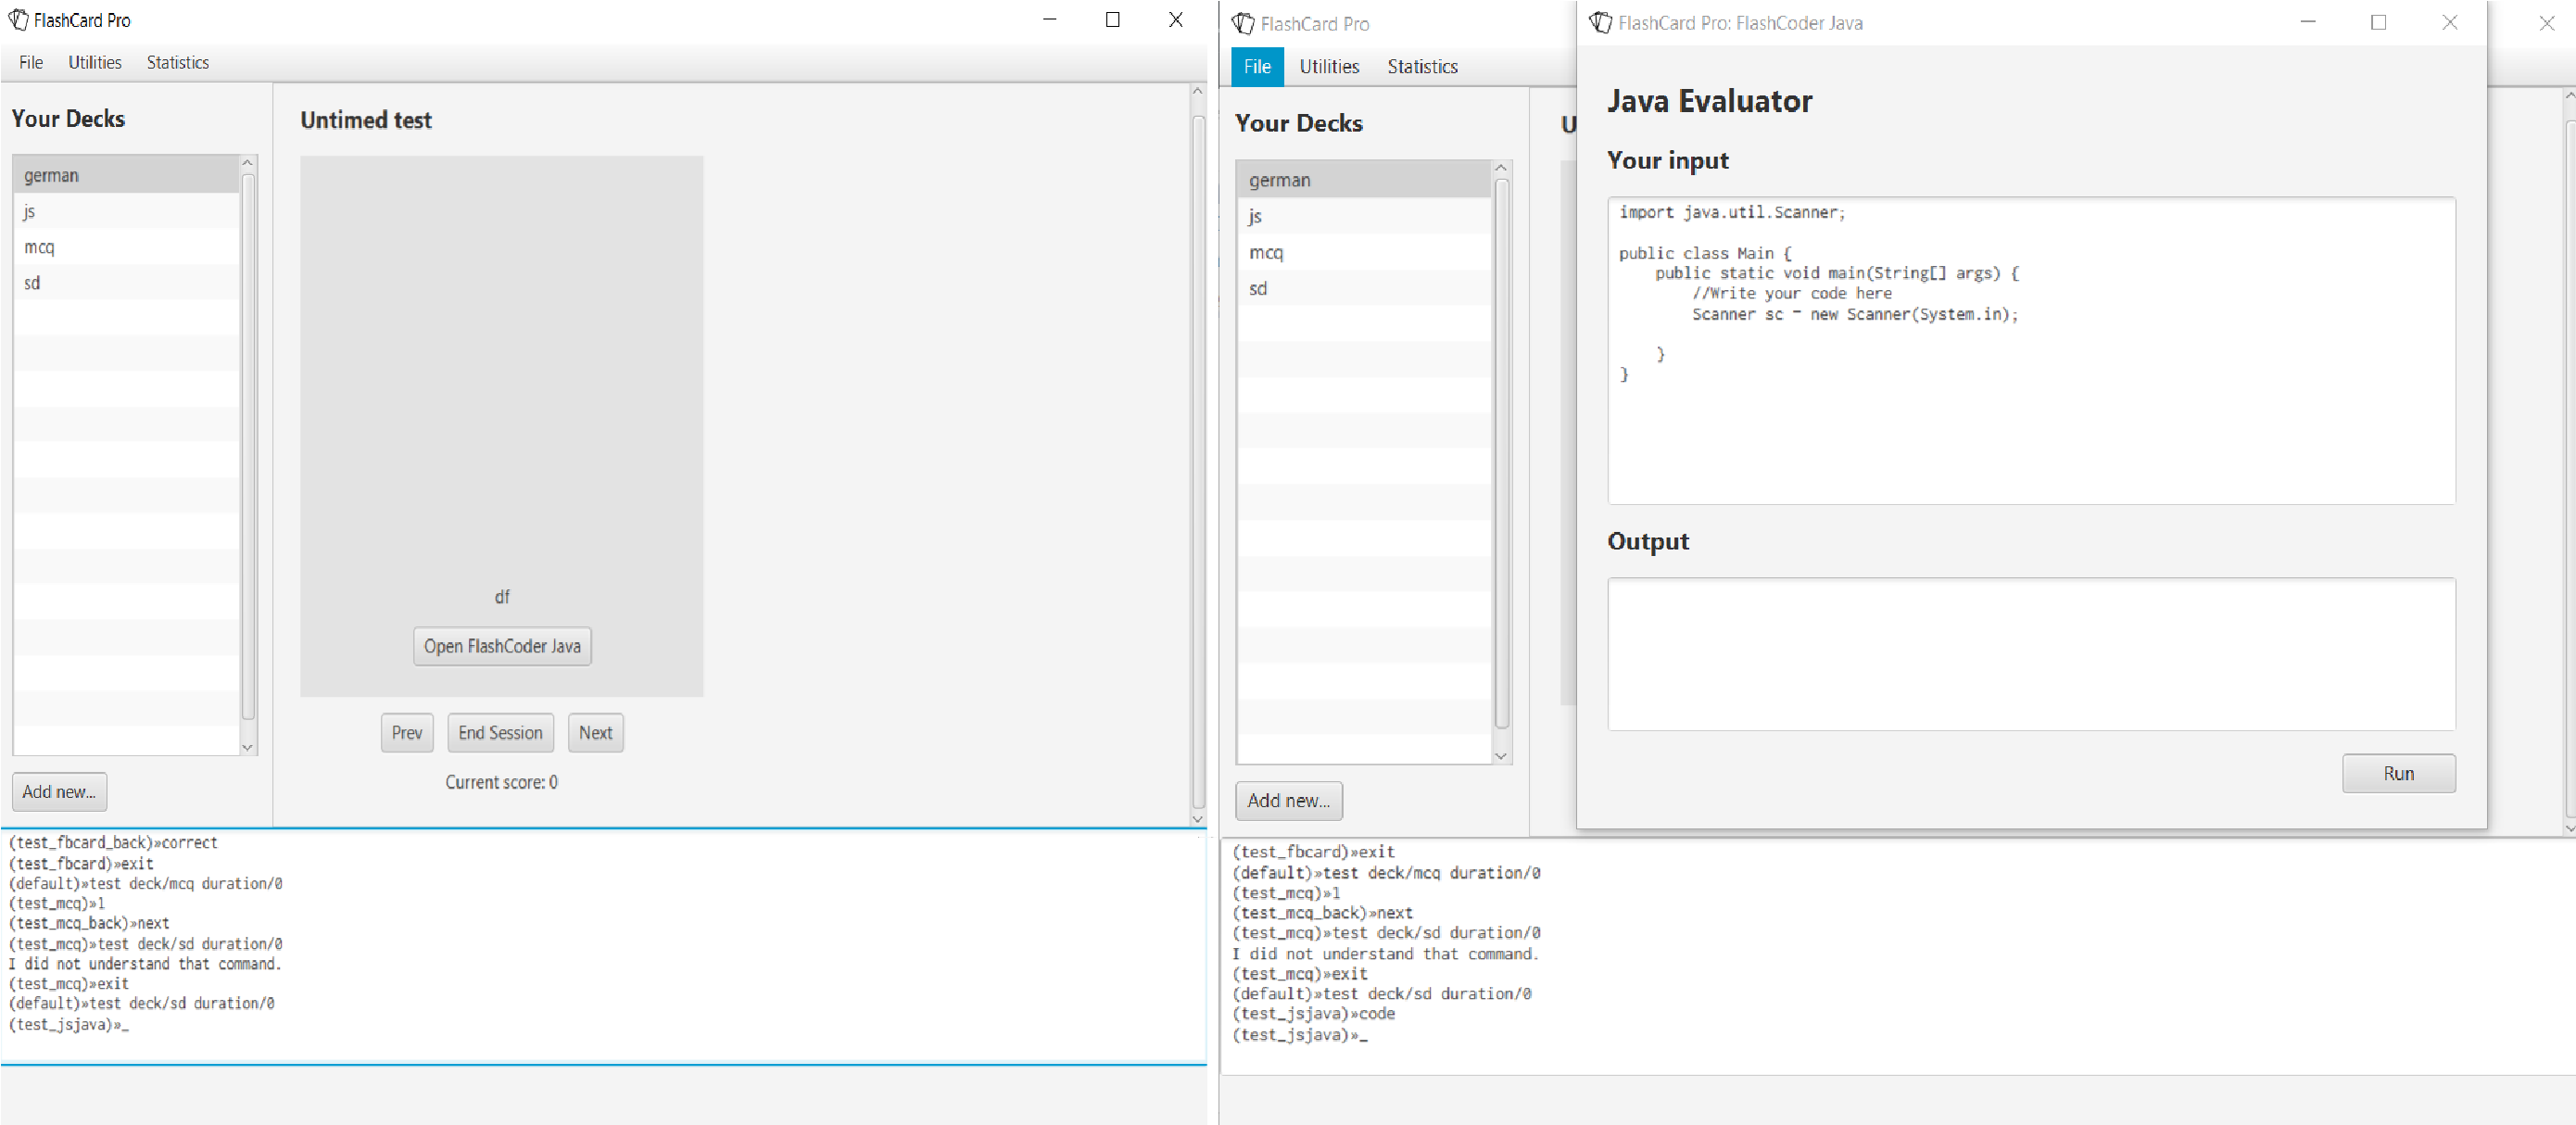 FlashCard Pro
File Utilities Statistics
Your Decks
german
js
mcq
sd
Add new...
Untimed test
df
Open FlashCoder Java
Prev End Session Next
Current score: 0
(test_fbcard_back)»correct
(test_fbcard)»exit
(default)»test deck/mcq duration/0
(test_mcq)»1
(test_mcq_back)»next
(test_mcq)»test deck/sd duration/0
I did not understand that command.
(test_mcq)»exit
(default)»test deck/sd duration/0
(test_jsjava)»_
FlashCard Pro
File Utilities Statistics
Your Decks
german
js
mcq
sd
Add new...
U
FlashCard Pro: FlashCoder Java
Java Evaluator
Your input
import java.util.Scanner;
public class Main {
public static void main(String[] args) {
//Write your code here
Scanner sc = new Scanner(System.in);
}
}
Output
Run
(test_fbcard)»exit
(default)»test deck/mcq duration/0
(test_mcq)»1
(test_mcq_back)»next
(test_mcq)»test deck/sd duration/0
I did not understand that command.
(test_mcq)»exit
(default)»test deck/sd duration/0
(test_jsjava)»code
(test_jsjava)»_